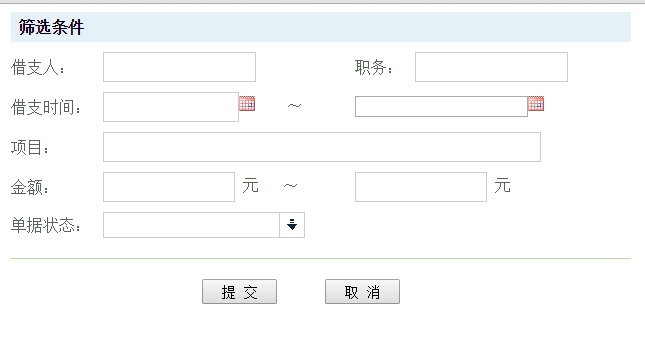 筛选条件
借支人： 职务：
借支时间： ～
项目：
金额： 元 ～ 元
单据状态：
提 交 取 消